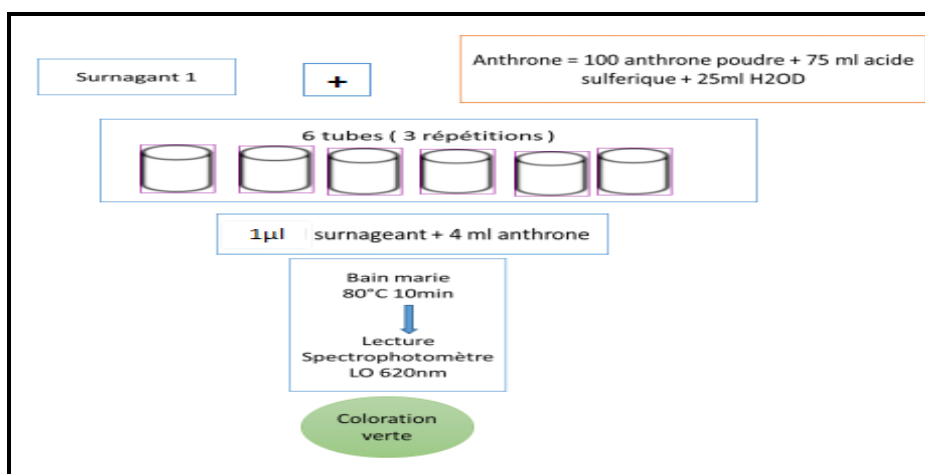 Surnagant 1
+
Anthrone = 100 anthrone poudre + 75 ml acide
sulferique + 25ml H2OD
6 tubes ( 3 répétitions )
1µl surnageant + 4 ml anthrone
Bain marie
80°C 10min
Lecture
Spectrophotomètre
LO 620nm
Coloration
verte